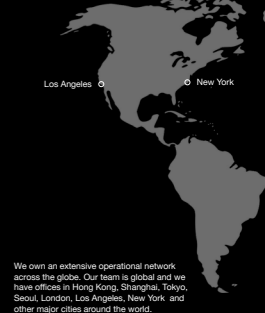 Los Angeles
New York
We own an extensive operational network
across the globe. Our team is global and we
have offices in Hong Kong, Shanghai, Tokyo,
Seoul, London, Los Angeles, New York and
other major cities around the world.